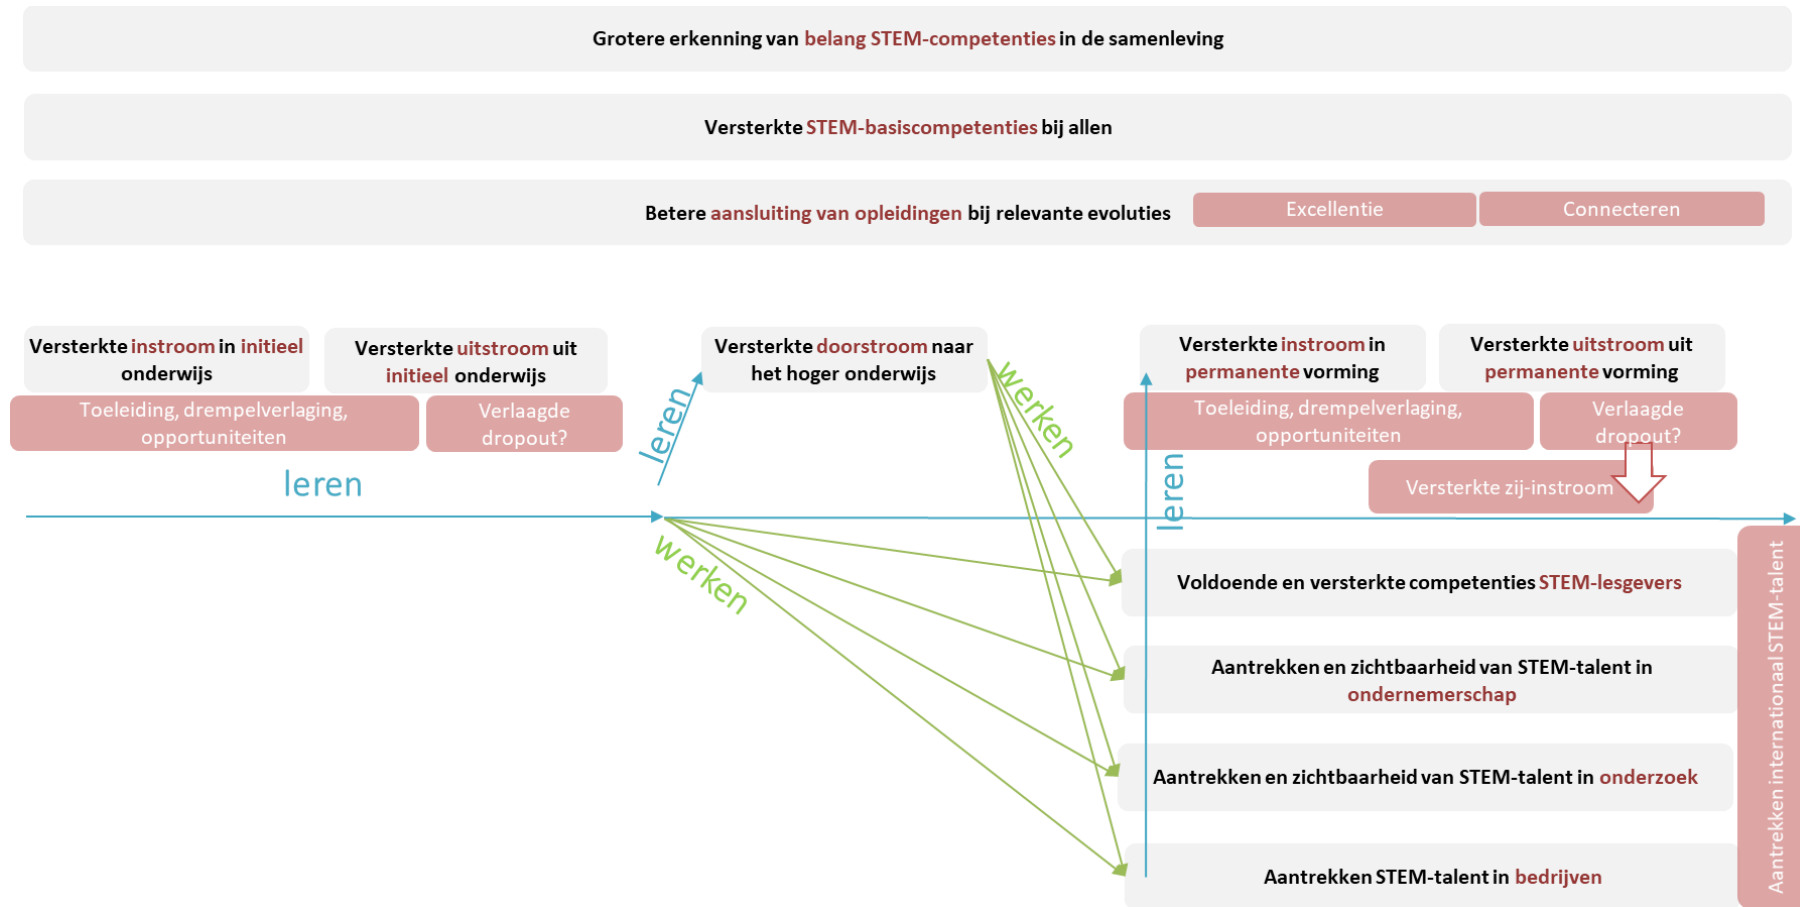 Grotere erkenning van belang STEM-competenties in de samenleving
Versterkte STEM-basiscompetenties bij allen
Betere aansluiting van opleidingen bij relevante evoluties
Excellentie
Connecteren
Versterkte instroom in initieel
onderwijs
Versterkte uitstroom uit
initieel onderwijs
Toeleiding, drempelverlaging,
opportuniteiten
Verlaagde
dropout?
leren
leren
Versterkte doorstroom naar
het hoger onderwijs
werken
werken
Versterkte instroom in
permanente vorming
Versterkte uitstroom uit
permanente vorming
Toeleiding, drempelverlaging,
opportuniteiten
Verlaagde
dropout?
Versterkte zij-instroom
leren
Voldoende en versterkte competenties STEM-lesgevers
Aantrekken en zichtbaarheid van STEM-talent in
ondernemerschap
Aantrekken en zichtbaarheid van STEM-talent in onderzoek
Aantrekken STEM-talent in bedrijven
Aantrekken internationaal STEM-talent